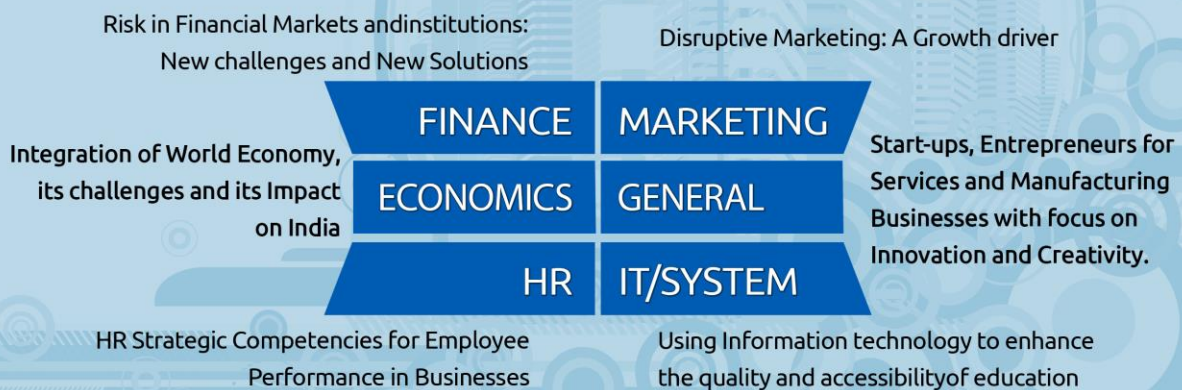 Risk in Financial Markets andinstitutions:
New challenges and New Solutions
Disruptive Marketing: A Growth driver
FINANCE
MARKETING
Integration of World Economy,
its challenges and its Impact
on India
ECONOMICS
GENERAL
Start-ups, Entrepreneurs for
Services and Manufacturing
Businesses with focus on
Innovation and Creativity.
HR
IT/SYSTEM
HR Strategic Competencies for Employee
Performance in Businesses
Using Information technology to enhance
the quality and accessibilityof education